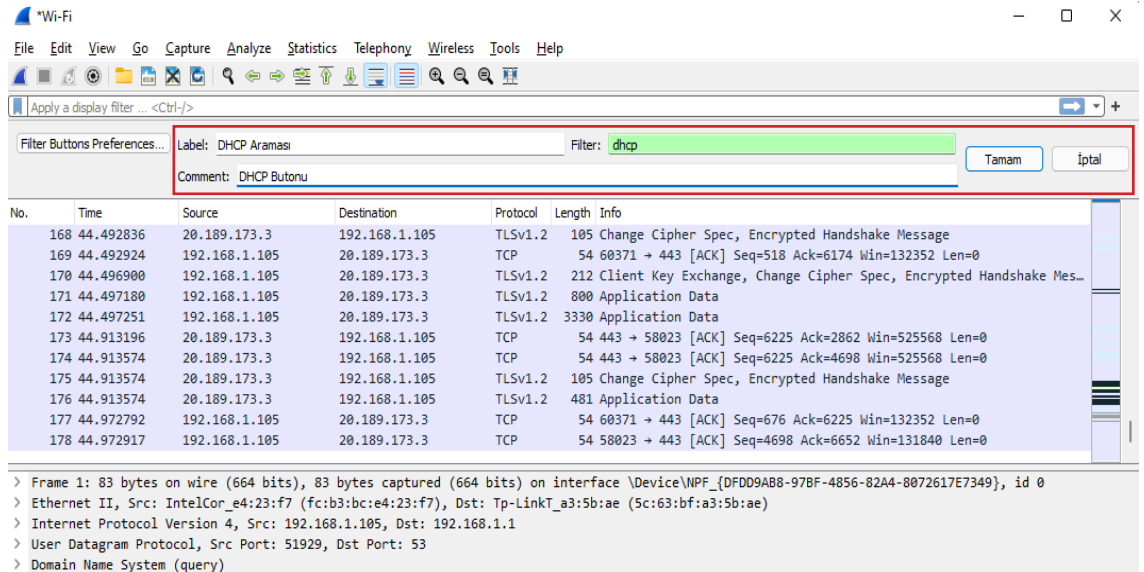 *Wi-Fi
File Edit View Go Capture Analyze Statistics Telephony Wireless Tools Help
Apply a display filter ... <Ctrl-/>
Filter Buttons Preferences... Label: DHCP Araması Filter: dhcp Tamam İptal
Comment: DHCP Butonu
No. Time Source Destination Protocol Length Info
168 44.492836 20.189.173.3 192.168.1.105 TLSv1.2 105 Change Cipher Spec, Encrypted Handshake Message
169 44.492924 192.168.1.105 20.189.173.3 TCP 54 60371 → 443 [ACK] Seq=518 Ack=6174 Win=132352 Len=0
170 44.496900 192.168.1.105 20.189.173.3 TLSv1.2 212 Client Key Exchange, Change Cipher Spec, Encrypted Handshake Mes…
171 44.497180 192.168.1.105 20.189.173.3 TLSv1.2 800 Application Data
172 44.497251 192.168.1.105 20.189.173.3 TLSv1.2 3330 Application Data
173 44.913196 20.189.173.3 192.168.1.105 TCP 54 443 → 58023 [ACK] Seq=6225 Ack=2862 Win=525568 Len=0
174 44.913574 20.189.173.3 192.168.1.105 TCP 54 443 → 58023 [ACK] Seq=6225 Ack=4698 Win=525568 Len=0
175 44.913574 20.189.173.3 192.168.1.105 TLSv1.2 105 Change Cipher Spec, Encrypted Handshake Message
176 44.913574 20.189.173.3 192.168.1.105 TLSv1.2 481 Application Data
177 44.972792 192.168.1.105 20.189.173.3 TCP 54 60371 → 443 [ACK] Seq=676 Ack=6225 Win=132352 Len=0
178 44.972917 192.168.1.105 20.189.173.3 TCP 54 58023 → 443 [ACK] Seq=4698 Ack=6652 Win=131840 Len=0
> Frame 1: 83 bytes on wire (664 bits), 83 bytes captured (664 bits) on interface \Device\NPF_{DFDD9AB8-97BF-4856-82A4-8072617E7349}, id 0
> Ethernet II, Src: IntelCor_e4:23:f7 (fc:b3:bc:e4:23:f7), Dst: Tp-LinkT_a3:5b:ae (5c:63:bf:a3:5b:ae)
> Internet Protocol Version 4, Src: 192.168.1.105, Dst: 192.168.1.1
> User Datagram Protocol, Src Port: 51929, Dst Port: 53
> Domain Name System (query)